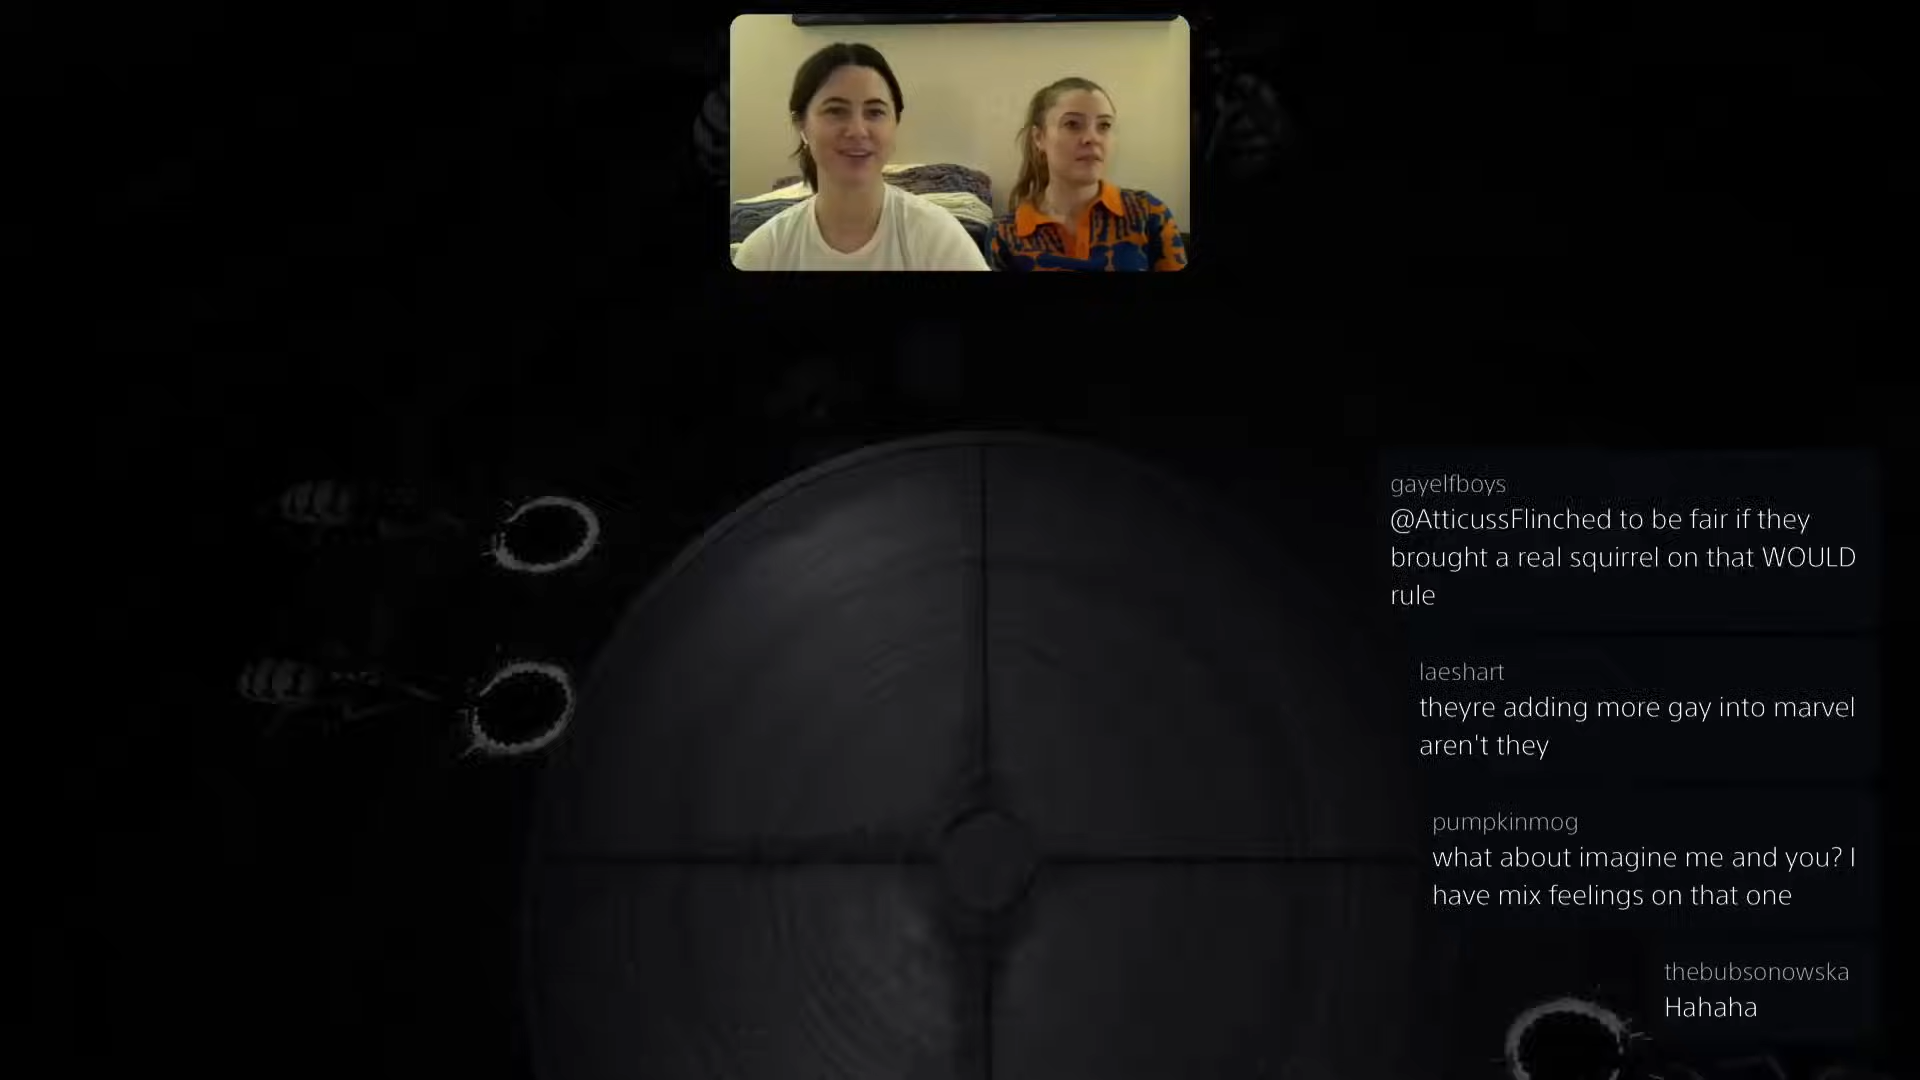 gayelfboys
@AtticussFlinched to be fair if they
brought a real squirrel on that WOULD
rule
laeshart
theyre adding more gay into marvel
aren't they
pumpkinmog
what about imagine me and you? I
have mix feelings on that one
thebubsonowska
Hahaha